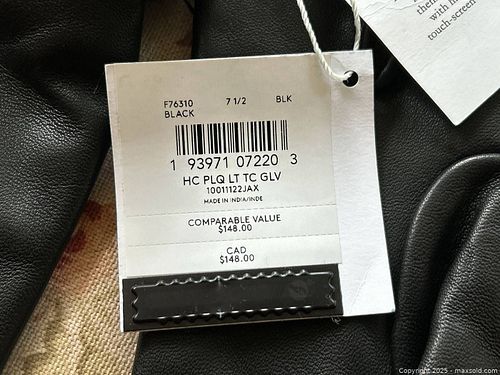 with
touch-screen
F76310 7 1/2 BLK
BLACK
1 93971 07220 3
HC PLQ LT TC GLV
10011122JAX
MADE IN INDIA/INDE
COMPARABLE VALUE
$148.00
CAD
$148.00
Copyright 2025 - maxsold.com